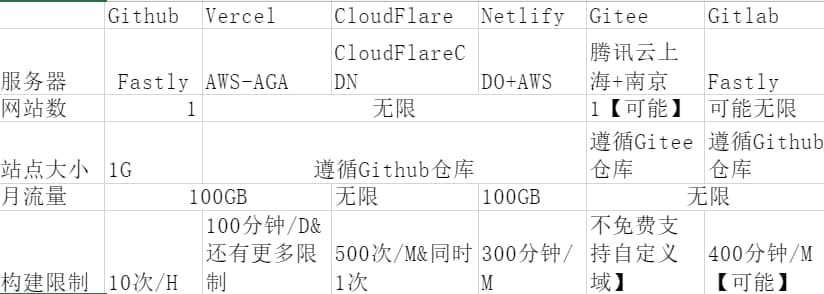 Github Vercel CloudFlare Netlify Gitee Gitlab
服务器 Fastly AWS-AGA CloudFlareC
DN DO+AWS 腾讯云上
海+南京 Fastly
网站数 1 无限 1【可能】 可能无限
站点大小 1G 遵循Github仓库 遵循Gitee
仓库 遵循Github
仓库
月流量 100GB 无限 100GB 无限
构建限制 10次/H 100分钟/D&
还有更多限
制 500次/M&同时
1次 300分钟/
M 不免费支
持自定义
域】 400分钟/M
【可能】